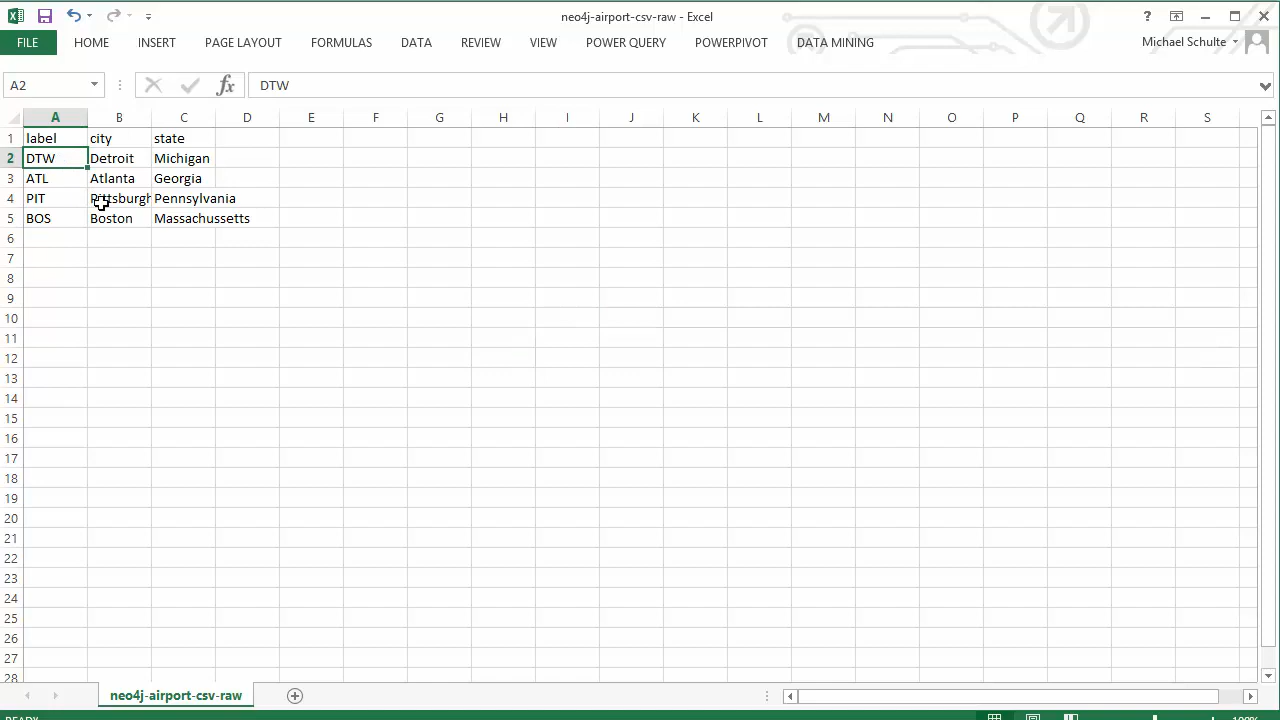 neo4j-airport-csv-raw - Excel
?
FILE HOME INSERT PAGE LAYOUT FORMULAS DATA REVIEW VIEW POWER QUERY POWERPIVOT DATA MINING Michael Schulte
A2 fx DTW
A B C D E F G H I J K L M N O P Q R S
1 label city state
2 DTW Detroit Michigan
3 ATL Atlanta Georgia
4 PIT Pittsburgh Pennsylvania
5 BOS Boston Massachussetts
6
7
8
9
10
11
12
13
14
15
16
17
18
19
20
21
22
23
24
25
26
27
28
neo4j-airport-csv-raw
READY 100%